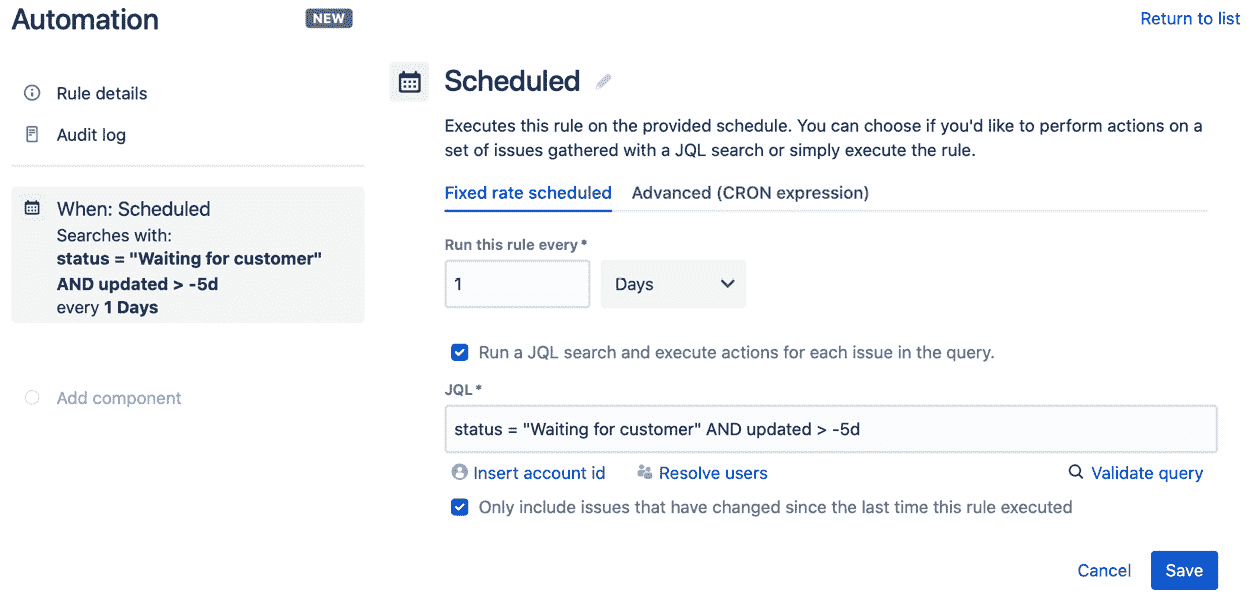 Automation NEW Return to list
Rule details
Audit log
When: Scheduled
Searches with:
status = "Waiting for customer"
AND updated > -5d
every 1 Days
Add component
Scheduled
Executes this rule on the provided schedule. You can choose if you'd like to perform actions on a
set of issues gathered with a JQL search or simply execute the rule.
Fixed rate scheduled Advanced (CRON expression)
Run this rule every *
1 Days
Run a JQL search and execute actions for each issue in the query.
JQL *
status = "Waiting for customer" AND updated > -5d
Insert account id Resolve users Validate query
Only include issues that have changed since the last time this rule executed
Cancel Save